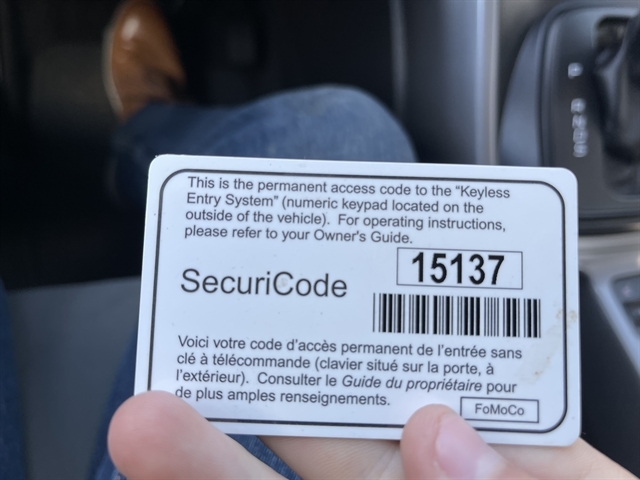 This is the permanent access code to the "Keyless
Entry System" (numeric keypad located on the
outside of the vehicle). For operating instructions,
please refer to your Owner's Guide.
SecuriCode
15137
Voici votre code d'accès permanent de l'entrée sans
clé à télécommande (clavier situé sur la porte, à
l'extérieur). Consulter le Guide du propriétaire pour
de plus amples renseignements.
FoMoCo
P
R
N
D